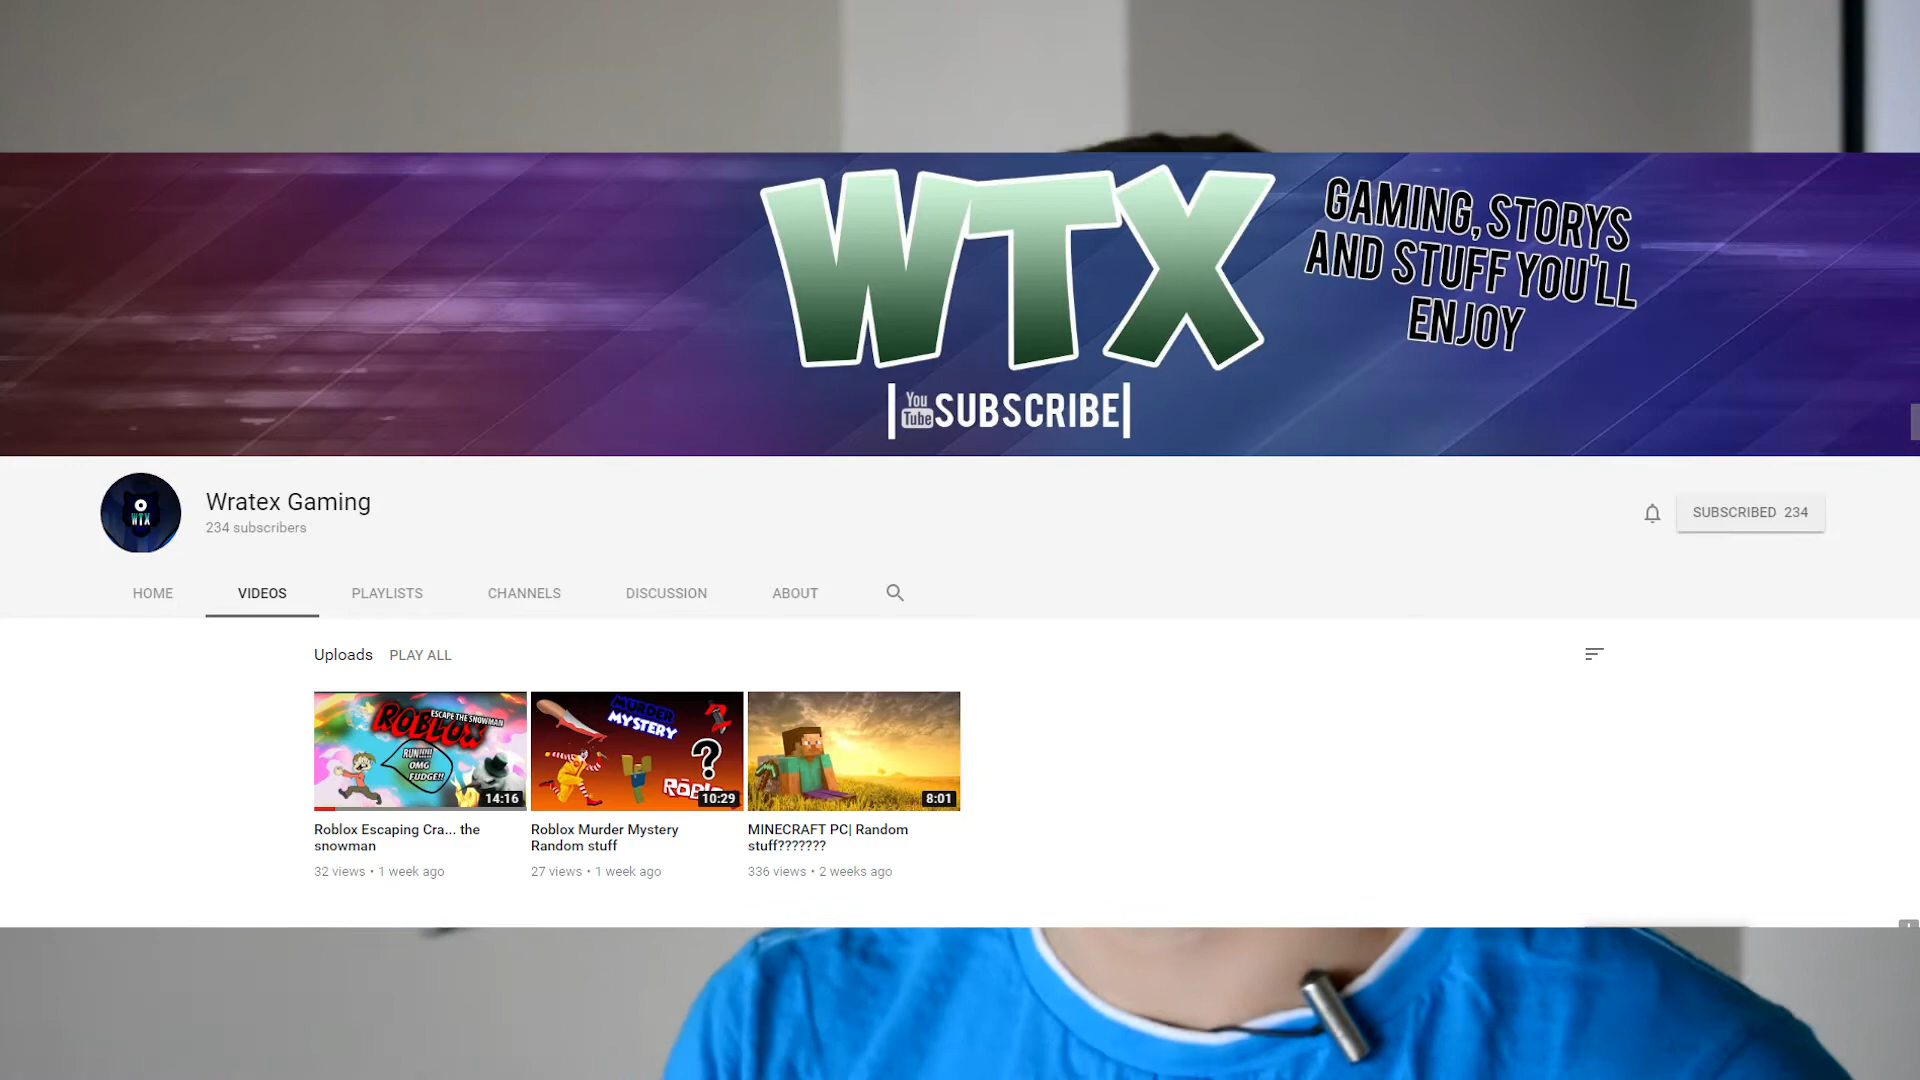 WTX
GAMING, STORYS
AND STUFF YOU'LL
ENJOY
You
Tube SUBSCRIBE
WTX
Wratex Gaming
234 subscribers
SUBSCRIBED 234
HOME VIDEOS PLAYLISTS CHANNELS DISCUSSION ABOUT
Uploads PLAY ALL
ROBLOX
ESCAPE THE SNOWMAN
RUN!!!!!
OMG
FUDGE!!
14:16
MURDER
MYSTERY
2
?
10:29
8:01
Roblox Escaping Cra... the
snowman
32 views • 1 week ago
Roblox Murder Mystery
Random stuff
27 views • 1 week ago
MINECRAFT PC| Random
stuff???????
336 views • 2 weeks ago